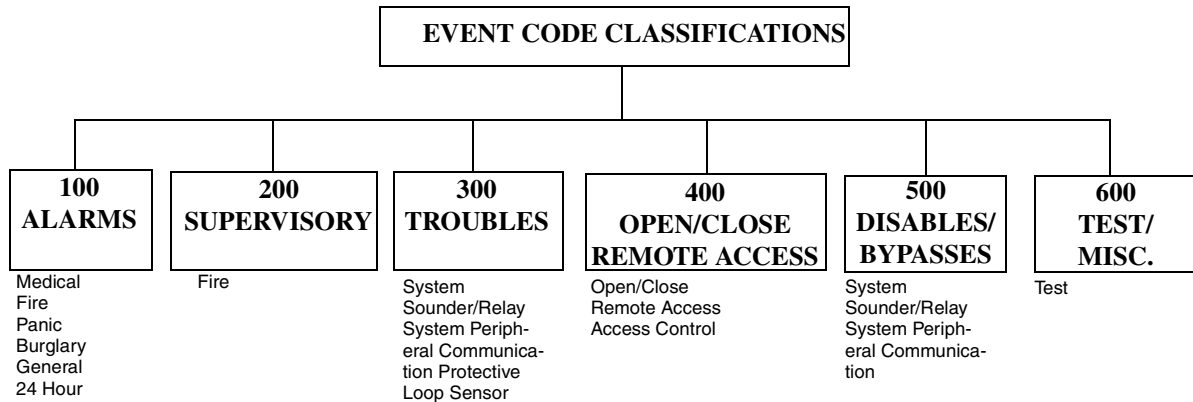 EVENT CODE CLASSIFICATIONS
100
ALARMS
Medical
Fire
Panic
Burglary
General
24 Hour
200
SUPERVISORY
Fire
300
TROUBLES
System
Sounder/Relay
System Periph-
eral Communica-
tion Protective
Loop Sensor
400
OPEN/CLOSE
REMOTE ACCESS
Open/Close
Remote Access
Access Control
500
DISABLES/
BYPASSES
System
Sounder/Relay
System Periph-
eral Communica-
tion
600
TEST/
MISC.
Test